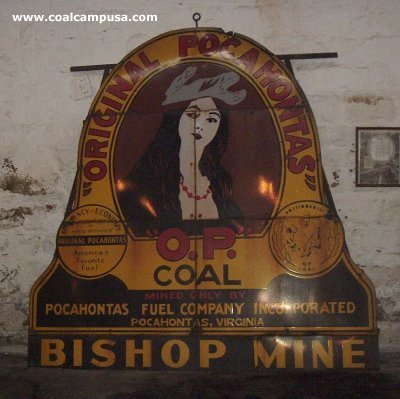 www.coalcampusa.com
"ORIGINAL POCAHONTAS"
ORIGINAL POCAHONTAS
America's
Favorite
Fuel
"O.P."
COAL
O.P.
COAL
MINED ONLY BY
POCAHONTAS FUEL COMPANY INCORPORATED
POCAHONTAS, VIRGINIA
BISHOP MINE